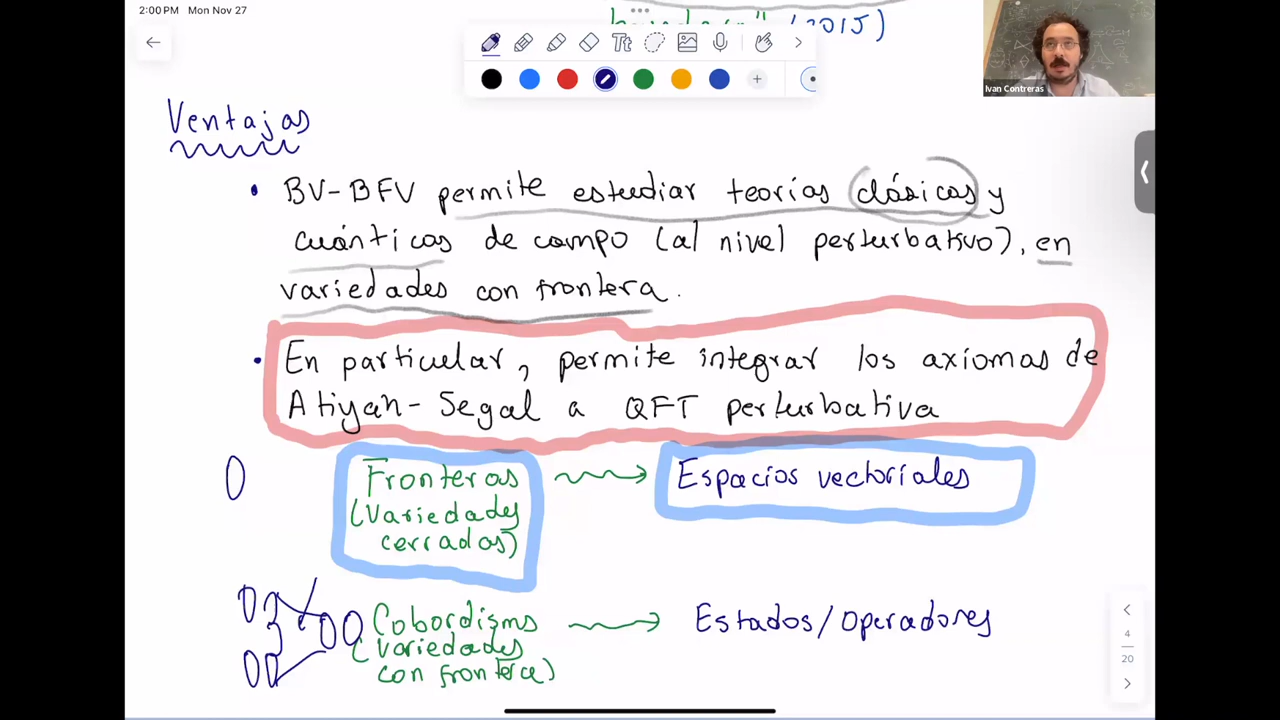 2:00 PM Mon Nov 27
(2015)
Tt
Ivan Contreras
Ventajas
• BV-BFV permite estudiar teorías clásicas y
cuánticas de campo (al nivel perturbativo), en
variedades con frontera.
• En particular, permite integrar los axiomas de
Atiyah-Segal a QFT perturbativa
Fronteras
(Variedades
cerradas)
Espacios vectoriales
Cobordisms
(Variedades
con frontera)
Estados/Operadores
4
20